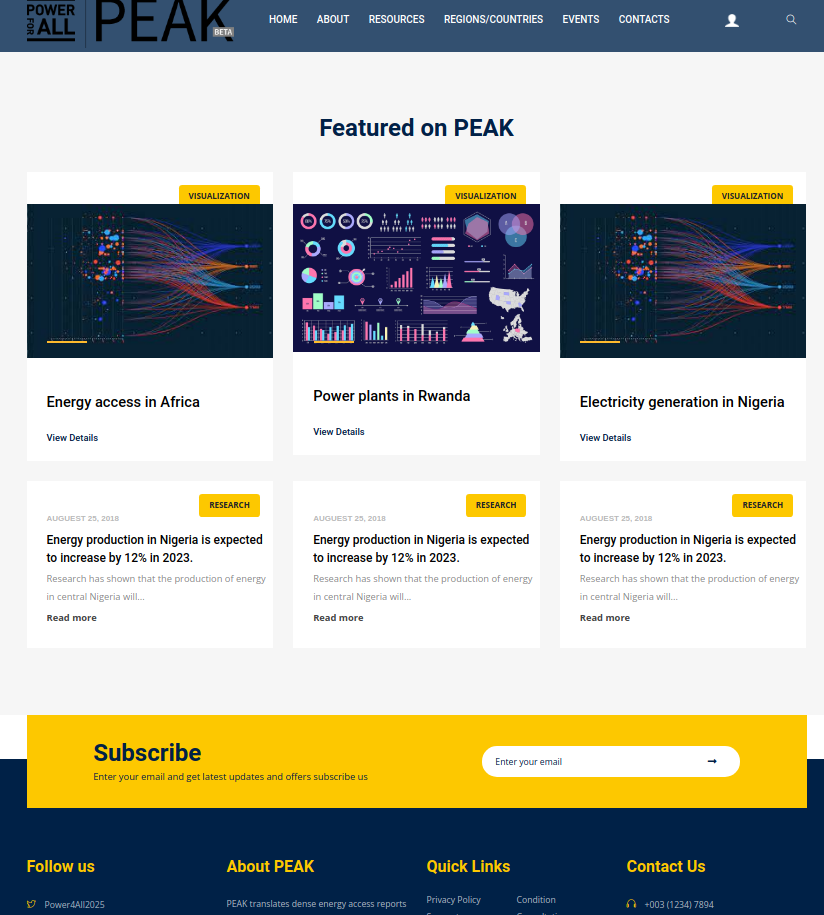 POWER
FOR
ALL
PEAK
BETA
HOME ABOUT RESOURCES REGIONS/COUNTRIES EVENTS CONTACTS
Featured on PEAK
VISUALIZATION
VISUALIZATION
VISUALIZATION
Energy access in Africa
View Details
Power plants in Rwanda
View Details
Electricity generation in Nigeria
View Details
RESEARCH
AUGUEST 25, 2018
Energy production in Nigeria is expected
to increase by 12% in 2023.
Research has shown that the production of energy
in central Nigeria will...
Read more
RESEARCH
AUGUEST 25, 2018
Energy production in Nigeria is expected
to increase by 12% in 2023.
Research has shown that the production of energy
in central Nigeria will...
Read more
RESEARCH
AUGUEST 25, 2018
Energy production in Nigeria is expected
to increase by 12% in 2023.
Research has shown that the production of energy
in central Nigeria will...
Read more
Subscribe
Enter your email and get latest updates and offers subscribe us
Enter your email
Follow us
Power4All2025
About PEAK
PEAK translates dense energy access reports
Quick Links
Privacy Policy Condition
Contact Us
+003 (1234) 7894